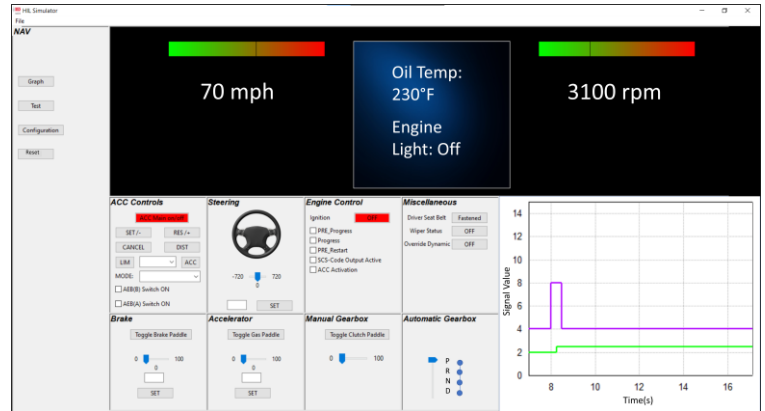 HIL Simulator
File
NAV
Graph
Test
Configuration
Reset
70 mph
Oil Temp:
230°F
Engine
Light: Off
3100 rpm
ACC Controls
SET /-
RES /+
CANCEL
DIST
LIM
ACC
MODE:
AEB(B) Switch ON
AEB(A) Switch ON
Steering
-720
720
0
SET
Engine Control
Ignition
OFF
PRE_Progress
Progress
PRE_Restart
SCS-Code Output Active
ACC Activation
Miscellaneous
Driver Seat Belt
Fastened
Wiper Status
OFF
Override Dynamic
OFF
Brake
Toggle Brake Paddle
0
100
0
SET
Accelerator
Toggle Gas Paddle
0
100
0
SET
Manual Gearbox
Toggle Clutch Paddle
0
100
Automatic Gearbox
P
R
N
D
Signal Value
14
12
10
8
6
4
2
0
8
10
12
14
16
Time(s)